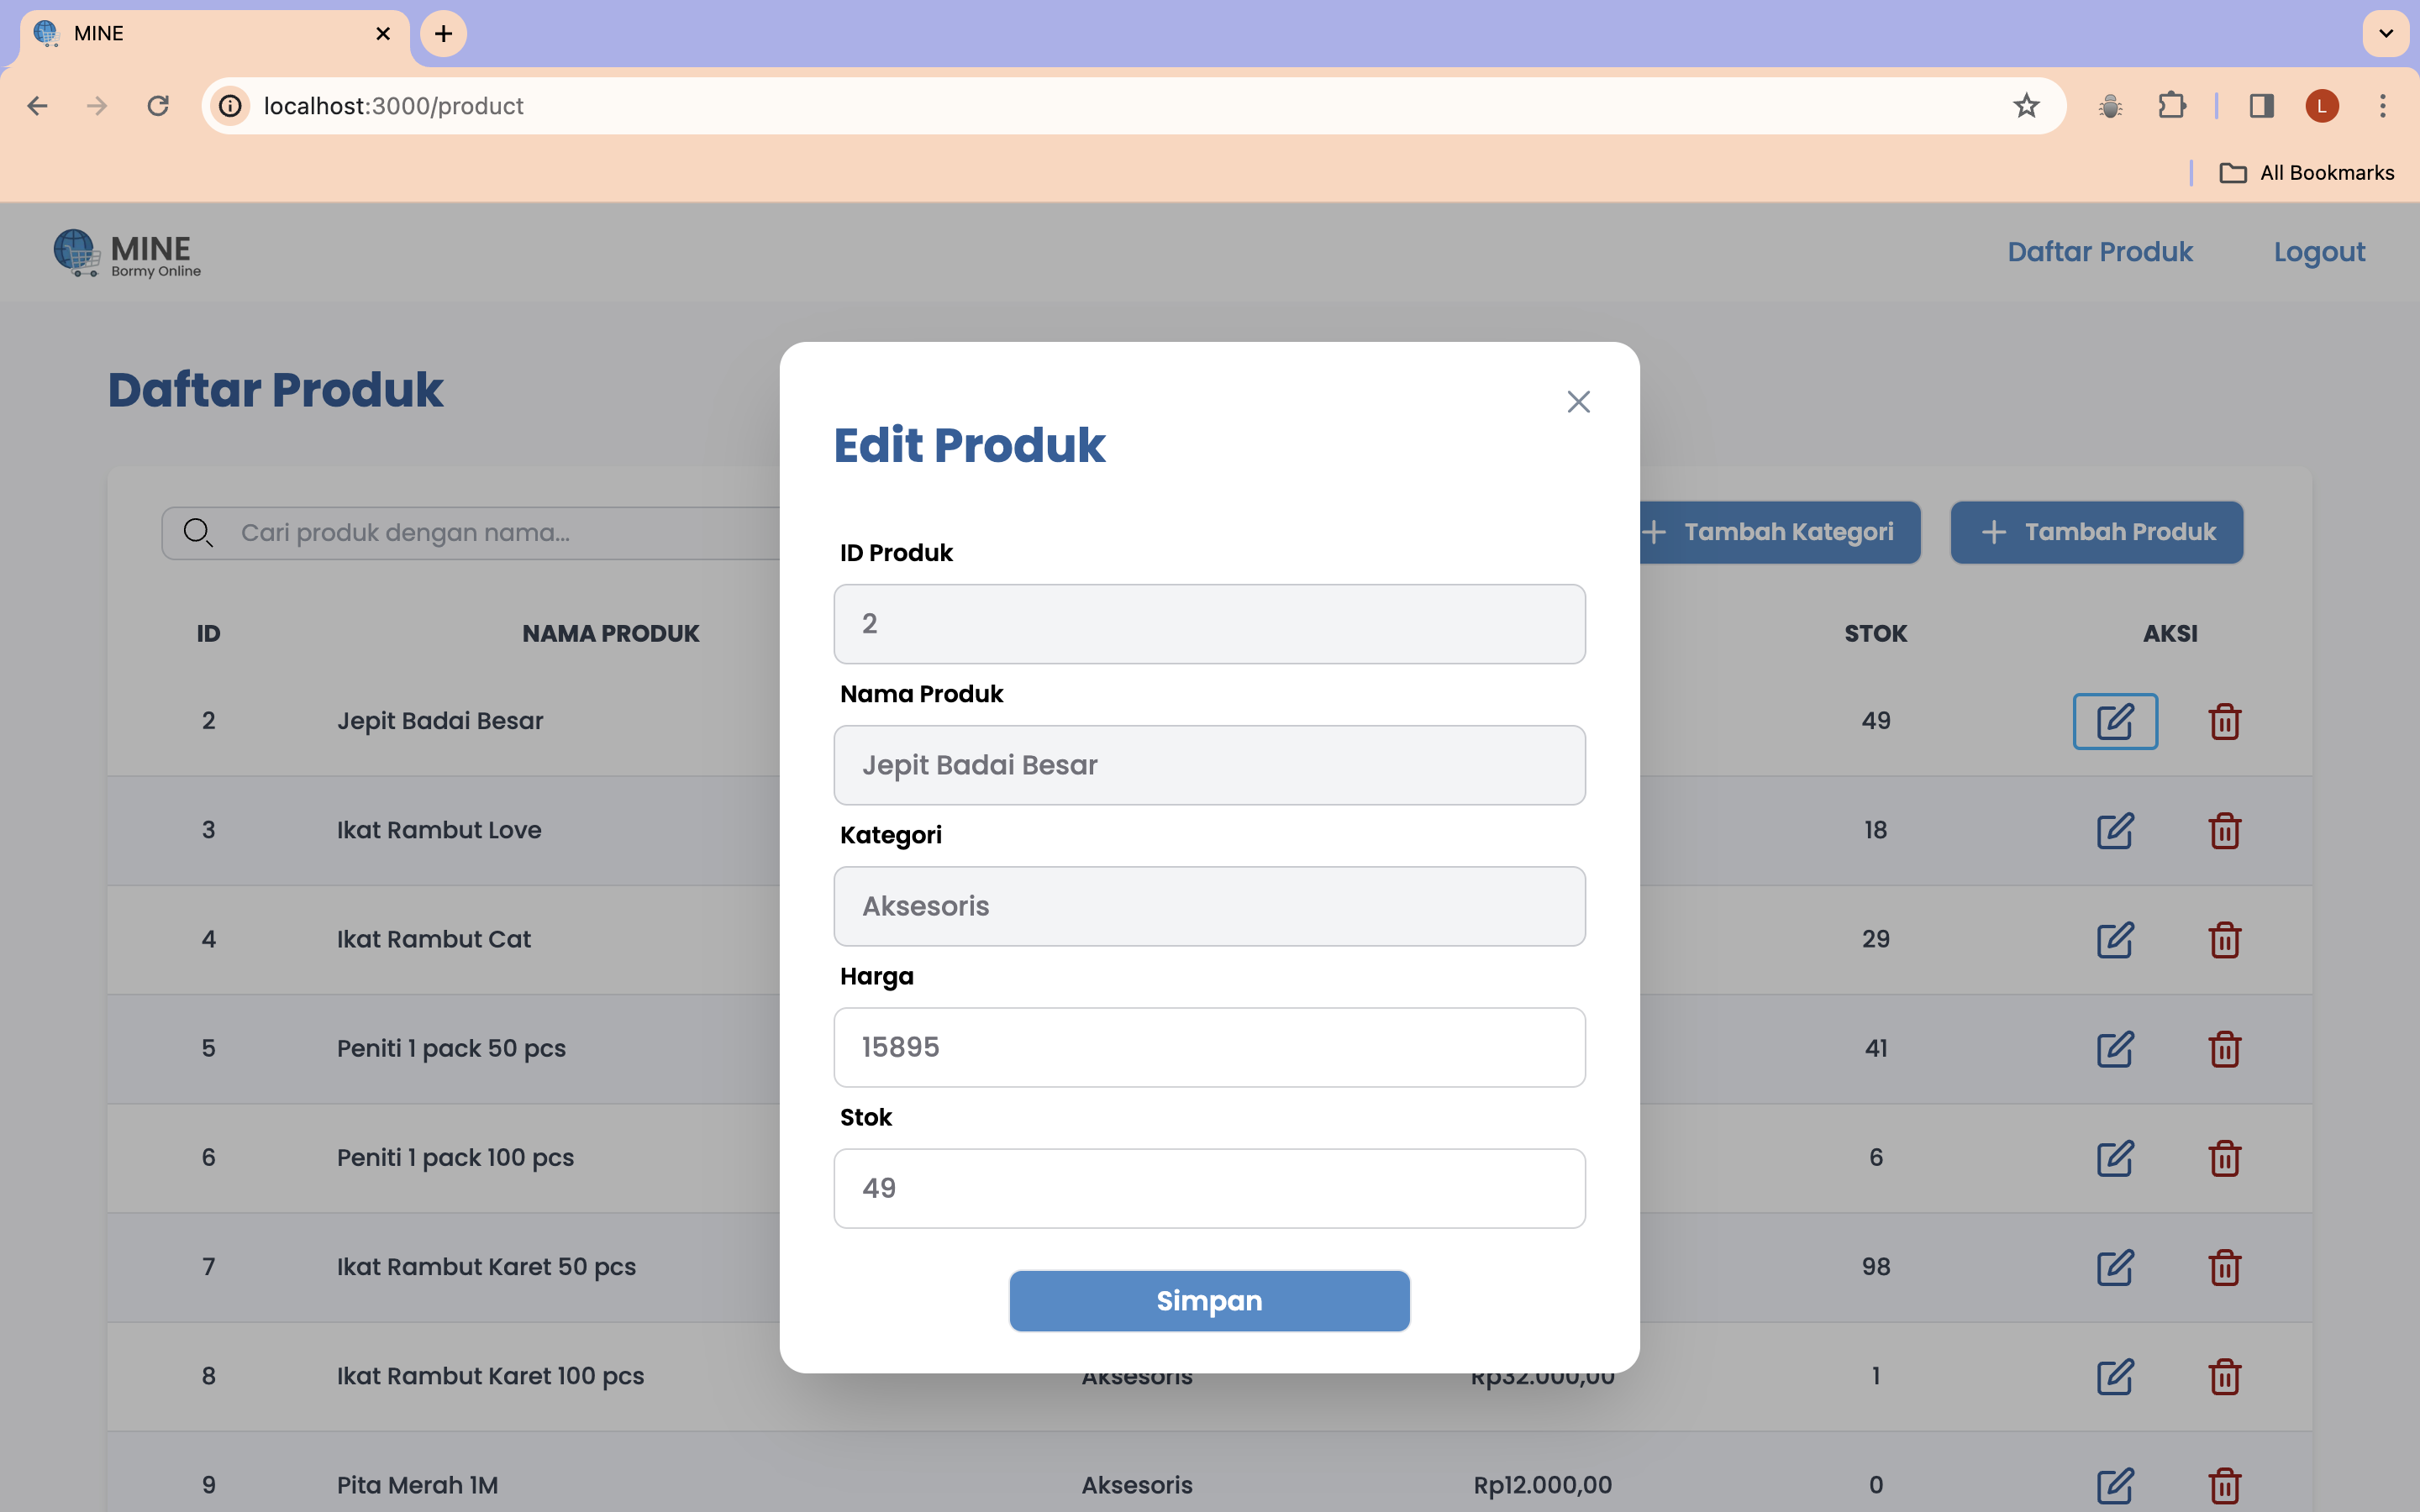 MINE
localhost:3000/product
L
All Bookmarks
MINE
Bormy Online
Daftar Produk
Logout
Daftar Produk
Cari produk dengan nama...
Tambah Kategori
Tambah Produk
ID
NAMA PRODUK
STOK
AKSI
2
Jepit Badai Besar
49
3
Ikat Rambut Love
18
4
Ikat Rambut Cat
29
5
Peniti 1 pack 50 pcs
41
6
Peniti 1 pack 100 pcs
6
7
Ikat Rambut Karet 50 pcs
98
8
Ikat Rambut Karet 100 pcs
Aksesoris
Rp32.000,00
1
9
Pita Merah 1M
Aksesoris
Rp12.000,00
0
Edit Produk
ID Produk
2
Nama Produk
Jepit Badai Besar
Kategori
Aksesoris
Harga
15895
Stok
49
Simpan